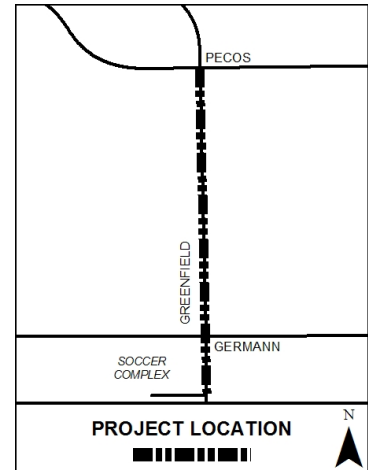 PECOS
GREENFIELD
GERMANN
SOCCER
COMPLEX
PROJECT LOCATION
N